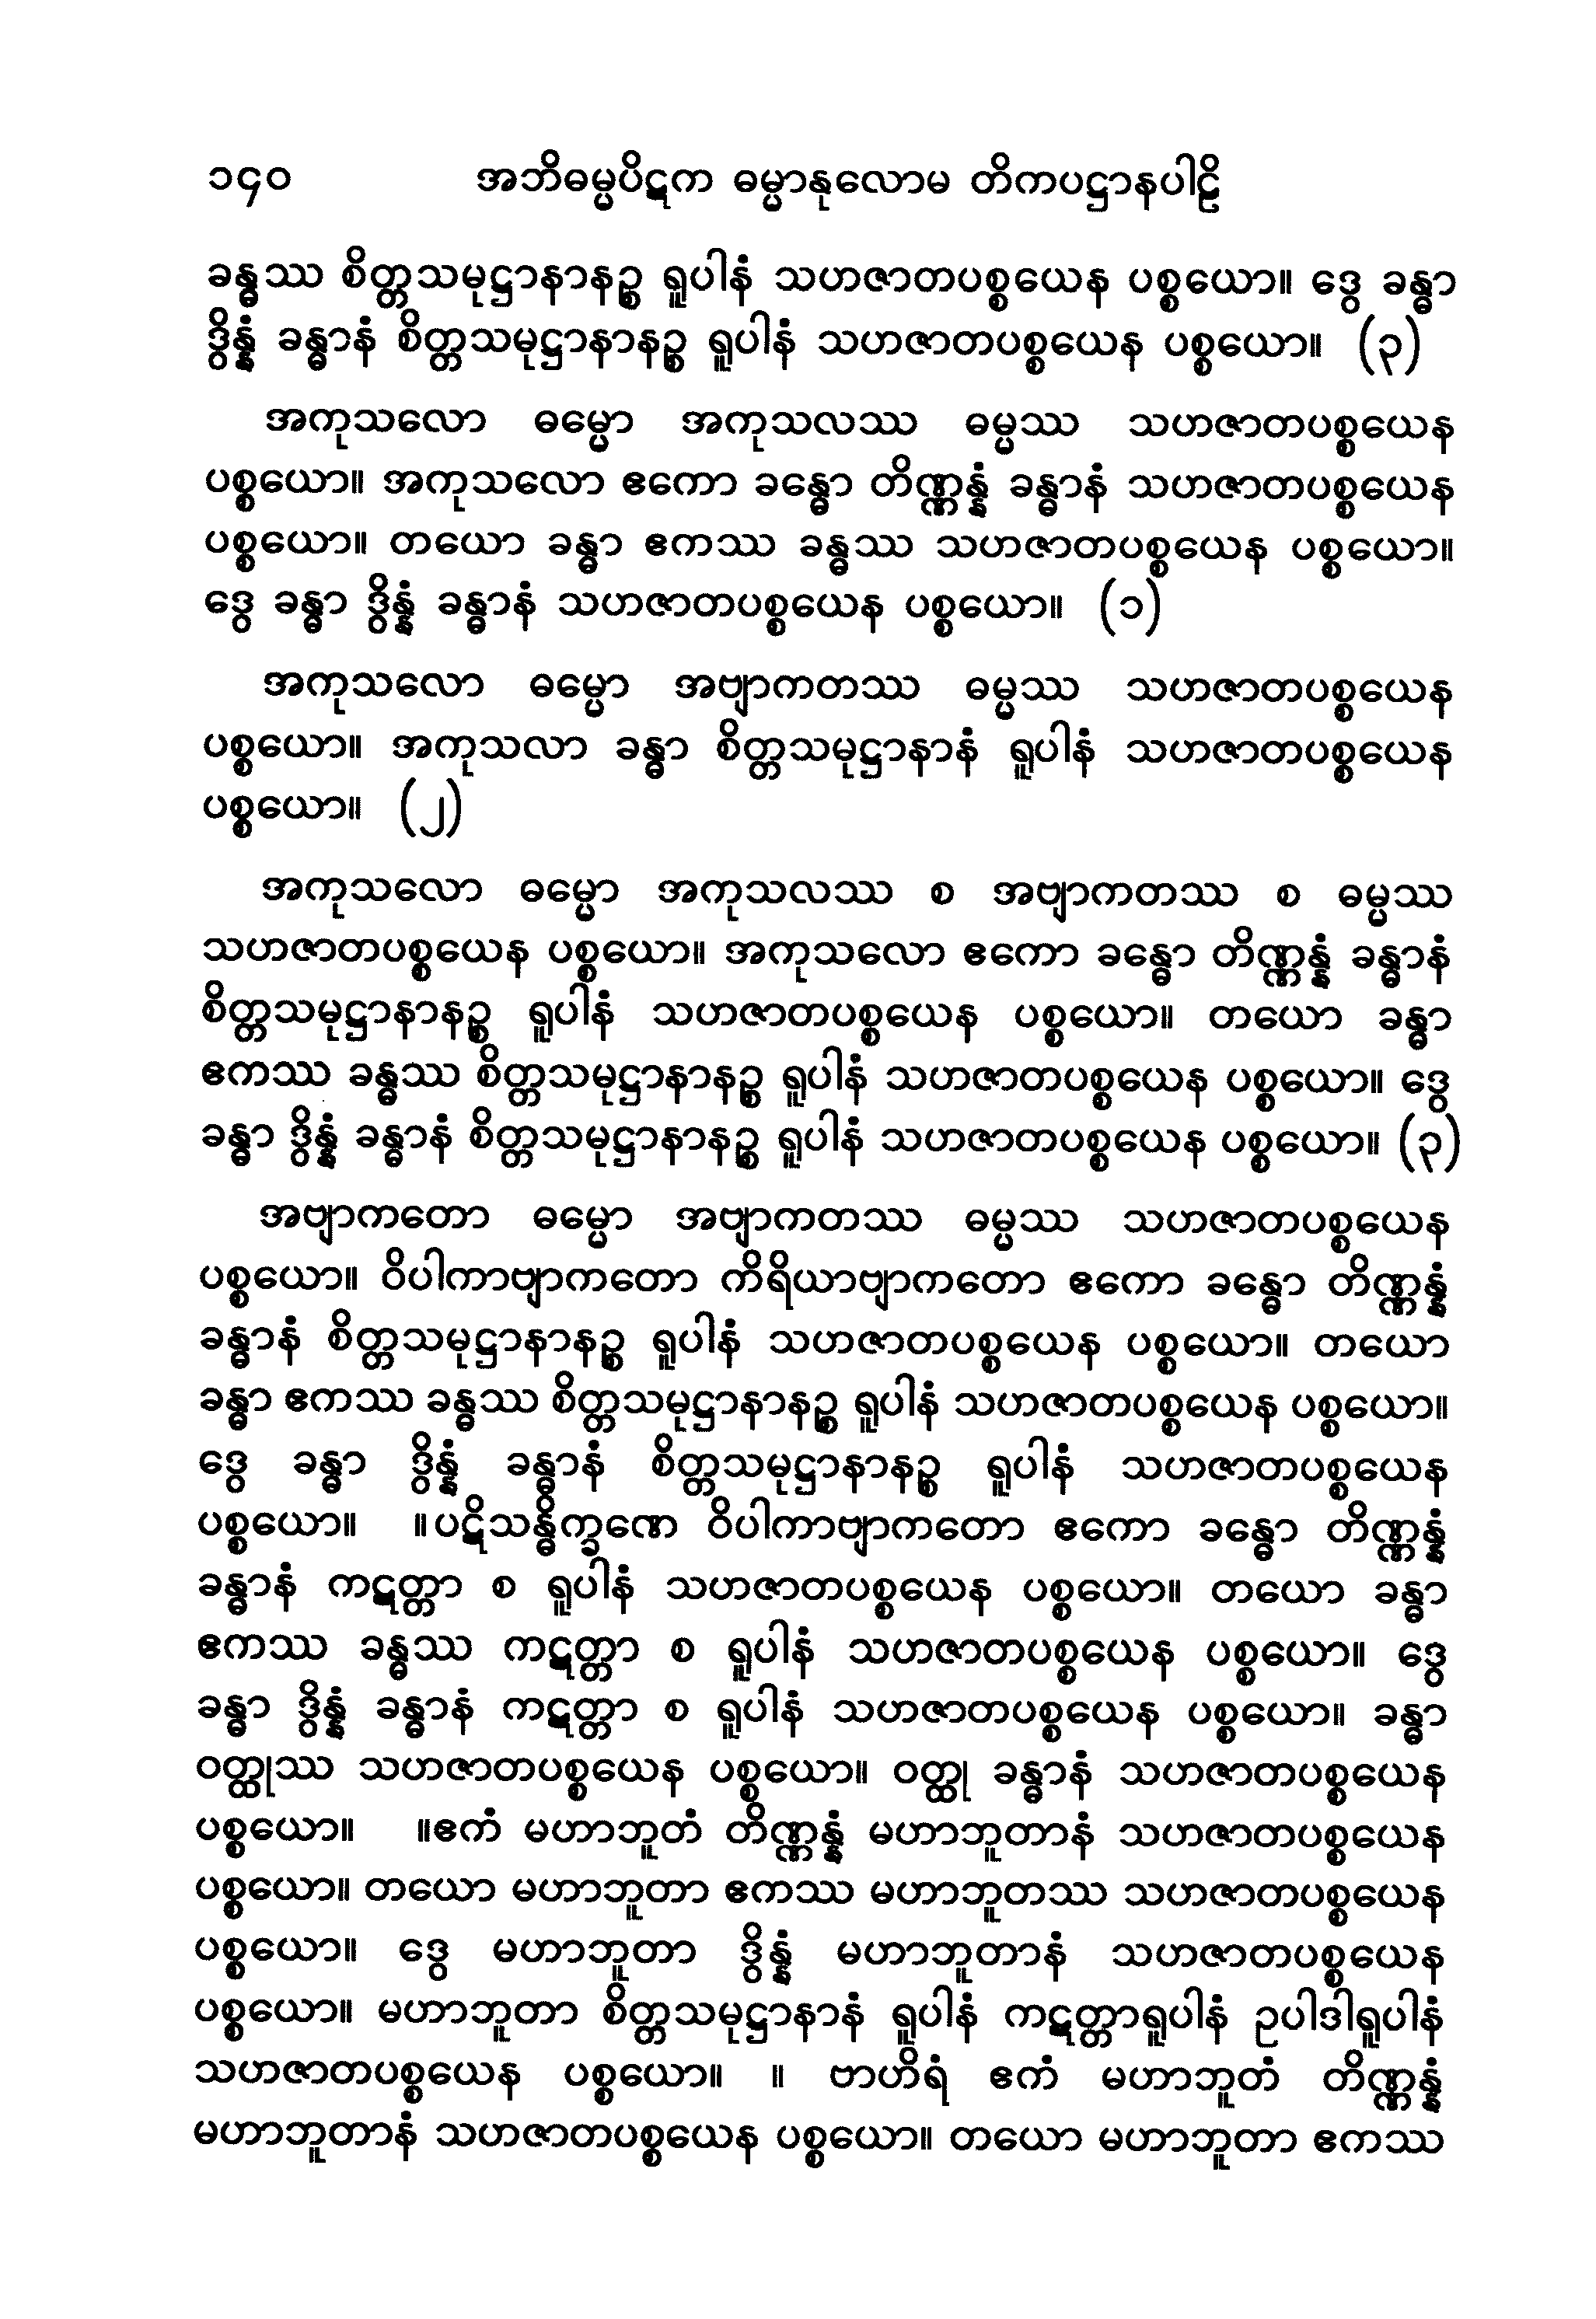 ၁၄၀ အဘိဓမ္မပိဋက ဓမ္မာနုလောမ တိကပဋ္ဌာနပါဠိ
ခန္ဓဿ စိတ္တသမုဋ္ဌာနာနဉ္စ ရူပါနံ သဟဇာတပစ္စယေန ပစ္စယော။ ဒွေ ခန္ဓာ
ဒွိန္နံ ခန္ဓာနံ စိတ္တသမုဋ္ဌာနာနဉ္စ ရူပါနံ သဟဇာတပစ္စယေန ပစ္စယော။ (၃)
အကုသလော ဓမ္မော အကုသလဿ ဓမ္မဿ သဟဇာတပစ္စယေန
ပစ္စယော။ အကုသလော ဧကော ခန္ဓော တိဏ္ဏန္နံ ခန္ဓာနံ သဟဇာတပစ္စယေန
ပစ္စယော။ တယော ခန္ဓာ ဧကဿ ခန္ဓဿ သဟဇာတပစ္စယေန ပစ္စယော။
ဒွေ ခန္ဓာ ဒွိန္နံ ခန္ဓာနံ သဟဇာတပစ္စယေန ပစ္စယော။ (၁)
အကုသလော ဓမ္မော အဗျာကတဿ ဓမ္မဿ သဟဇာတပစ္စယေန
ပစ္စယော။ အကုသလာ ခန္ဓာ စိတ္တသမုဋ္ဌာနာနံ ရူပါနံ သဟဇာတပစ္စယေန
ပစ္စယော။ (၂)
အကုသလော ဓမ္မော အကုသလဿ စ အဗျာကတဿ စ ဓမ္မဿ
သဟဇာတပစ္စယေန ပစ္စယော။ အကုသလော ဧကော ခန္ဓော တိဏ္ဏန္နံ ခန္ဓာနံ
စိတ္တသမုဋ္ဌာနာနဉ္စ ရူပါနံ သဟဇာတပစ္စယေန ပစ္စယော။ တယော ခန္ဓာ
ဧကဿ ခန္ဓဿ စိတ္တသမုဋ္ဌာနာနဉ္စ ရူပါနံ သဟဇာတပစ္စယေန ပစ္စယော။ ဒွေ
ခန္ဓာ ဒွိန္နံ ခန္ဓာနံ စိတ္တသမုဋ္ဌာနာနဉ္စ ရူပါနံ သဟဇာတပစ္စယေန ပစ္စယော။ (၃)
အဗျာကတော ဓမ္မော အဗျာကတဿ ဓမ္မဿ သဟဇာတပစ္စယေန
ပစ္စယော။ ဝိပါကာဗျာကတော ကိရိယာဗျာကတော ဧကော ခန္ဓော တိဏ္ဏန္နံ
ခန္ဓာနံ စိတ္တသမုဋ္ဌာနာနဉ္စ ရူပါနံ သဟဇာတပစ္စယေန ပစ္စယော။ တယော
ခန္ဓာ ဧကဿ ခန္ဓဿ စိတ္တသမုဋ္ဌာနာနဉ္စ ရူပါနံ သဟဇာတပစ္စယေန ပစ္စယော။
ဒွေ ခန္ဓာ ဒွိန္နံ ခန္ဓာနံ စိတ္တသမုဋ္ဌာနာနဉ္စ ရူပါနံ သဟဇာတပစ္စယေန
ပစ္စယော။ ။ပဋိသန္ဓိက္ခဏေ ဝိပါကာဗျာကတော ဧကော ခန္ဓော တိဏ္ဏန္နံ
ခန္ဓာနံ ကဋတ္တာ စ ရူပါနံ သဟဇာတပစ္စယေန ပစ္စယော။ တယော ခန္ဓာ
ဧကဿ ခန္ဓဿ ကဋတ္တာ စ ရူပါနံ သဟဇာတပစ္စယေန ပစ္စယော။ ဒွေ
ခန္ဓာ ဒွိန္နံ ခန္ဓာနံ ကဋတ္တာ စ ရူပါနံ သဟဇာတပစ္စယေန ပစ္စယော။ ခန္ဓာ
ဝတ္ထုဿ သဟဇာတပစ္စယေန ပစ္စယော။ ဝတ္ထု ခန္ဓာနံ သဟဇာတပစ္စယေန
ပစ္စယော။ ။ဧကံ မဟာဘူတံ တိဏ္ဏန္နံ မဟာဘူတာနံ သဟဇာတပစ္စယေန
ပစ္စယော။ တယော မဟာဘူတာ ဧကဿ မဟာဘူတဿ သဟဇာတပစ္စယေန
ပစ္စယော။ ဒွေ မဟာဘူတာ ဒွိန္နံ မဟာဘူတာနံ သဟဇာတပစ္စယေန
ပစ္စယော။ မဟာဘူတာ စိတ္တသမုဋ္ဌာနာနံ ရူပါနံ ကဋတ္တာရူပါနံ ဥပါဒါရူပါနံ
သဟဇာတပစ္စယေန ပစ္စယော။ ။ ဗာဟိရံ ဧကံ မဟာဘူတံ တိဏ္ဏန္နံ
မဟာဘူတာနံ သဟဇာတပစ္စယေန ပစ္စယော။ တယော မဟာဘူတာ ဧကဿ